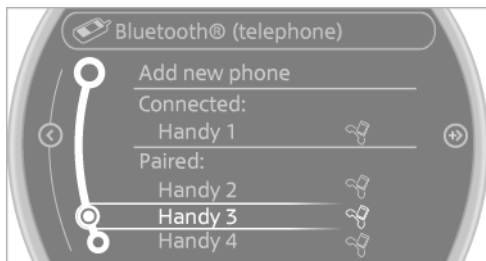 Bluetooth® (telephone)
Add new phone
Connected:
Handy 1
Paired:
Handy 2
Handy 3
Handy 4